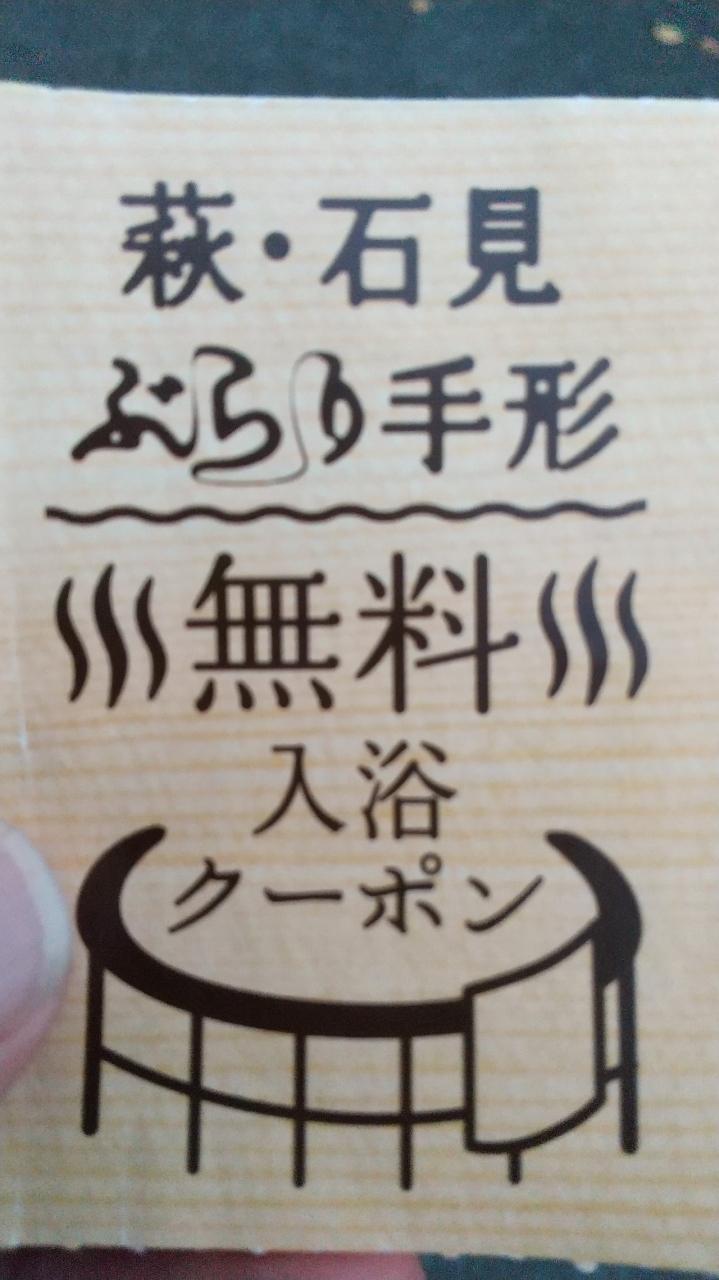 萩・石見
ぶらり手形
無料
入浴
クーポン